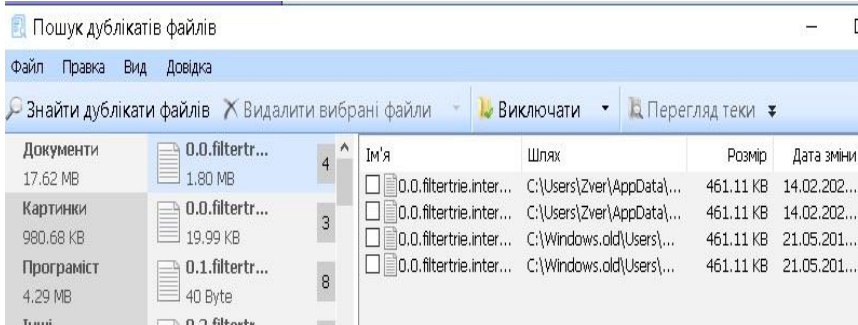 Пошук дублікатів файлів
Файл Правка Вид Довідка
Знайти дублікати файлів Видалити вибрані файли Виключати Перегляд теки
Документи
17.62 MB
Картинки
980.68 KB
Програміст
4.29 MB
Інші
0.0.filtertr...
1.80 MB
4
0.0.filtertr...
19.99 KB
3
0.1.filtertr...
40 Byte
8
0.2.filtertr...
Ім'я Шлях Розмір Дата зміни
0.0.filtertrie.inter... C:\Users\Zver\AppData\... 461.11 KB 14.02.202...
0.0.filtertrie.inter... C:\Users\Zver\AppData\... 461.11 KB 14.02.202...
0.0.filtertrie.inter... C:\Windows.old\Users\... 461.11 KB 21.05.201...
0.0.filtertrie.inter... C:\Windows.old\Users\... 461.11 KB 21.05.201...